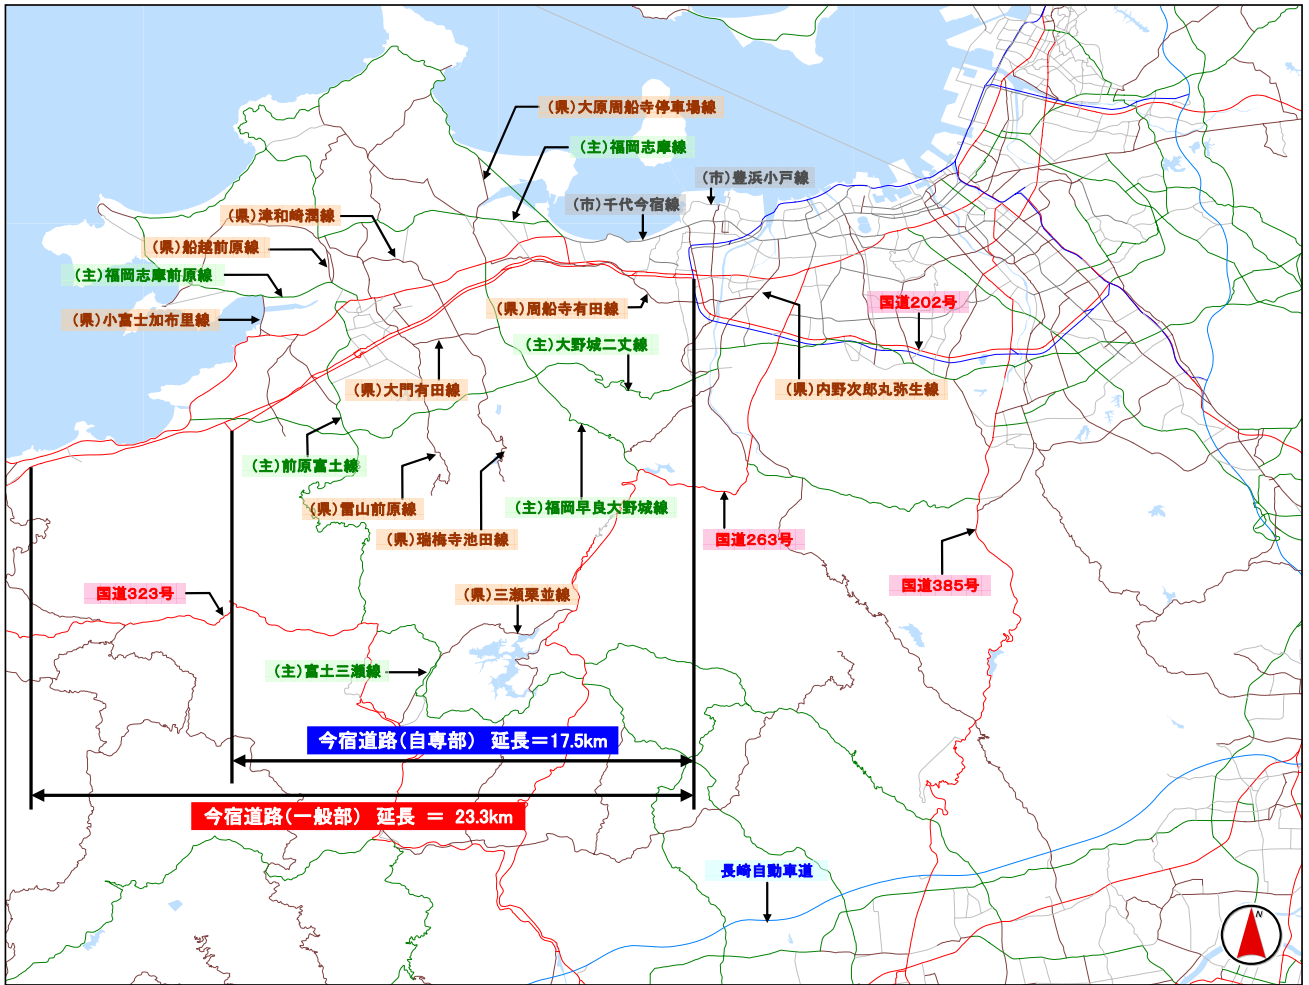 (県)大原周船寺停車場線
(主)福岡志摩線
(市)豊浜小戸線
(市)千代今宿線
(県)津和崎潤線
(県)船越前原線
(主)福岡志摩前原線
(県)小富士加布里線
(県)周船寺有田線
国道202号
(主)大野城二丈線
(県)大門有田線
(県)内野次郎丸弥生線
(主)前原富士線
(県)雷山前原線
(主)福岡早良大野城線
(県)瑞梅寺池田線
国道263号
国道385号
国道323号
(県)三瀬栗並線
(主)富士三瀬線
今宿道路(自専部) 延長=17.5km
今宿道路(一般部) 延長 = 23.3km
長崎自動車道
N